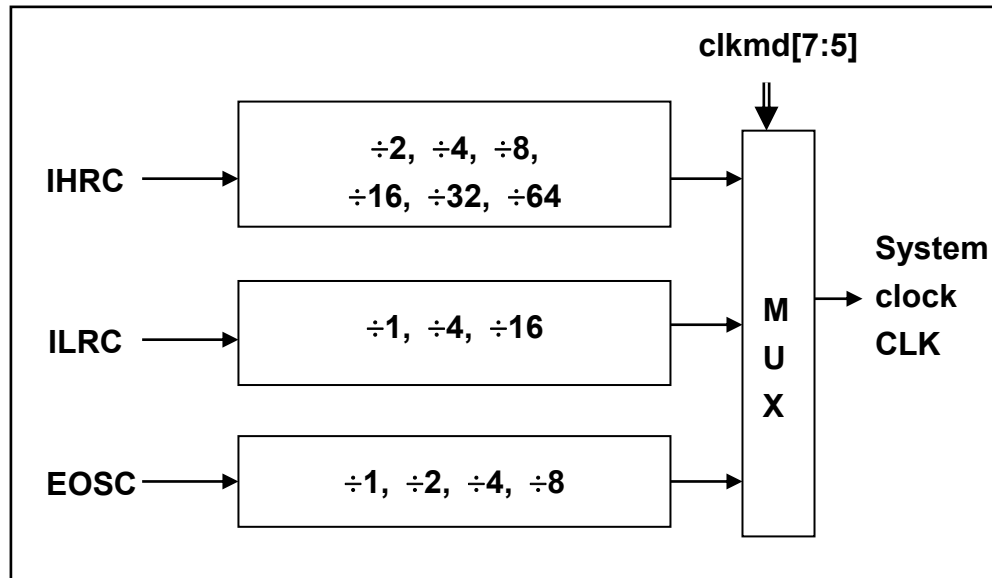 clkmd[7:5]
IHRC
÷2, ÷4, ÷8,
÷16, ÷32, ÷64
ILRC
÷1, ÷4, ÷16
EOSC
÷1, ÷2, ÷4, ÷8
M
U
X
System
clock
CLK